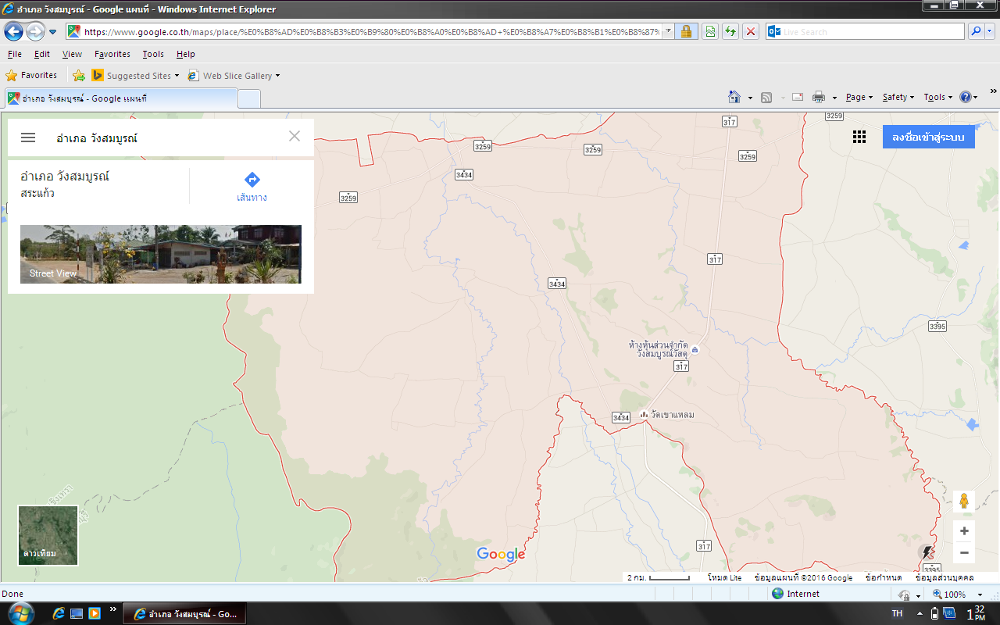 อำเภอ วังสมบูรณ์ - Google แผนที่ - Windows Internet Explorer
https://www.google.co.th/maps/place/%E0%B8%AD%E0%B8%B3%E0%B9%80%E0%B8%A0%E0%B8%AD+%E0%B8%A7%E0%B8%B1%E0%B8%87%
Live Search
File Edit View Favorites Tools Help
Favorites Suggested Sites Web Slice Gallery
อำเภอ วังสมบูรณ์ - Google แผนที่
Page Safety Tools
อำเภอ วังสมบูรณ์
ลงชื่อเข้าสู่ระบบ
อำเภอ วังสมบูรณ์
สระแก้ว
เส้นทาง
Street View
317
3259
3259
3259
3259
3434
3259
317
3434
3395
ห้างหุ้นส่วนจำกัด
วังสมบูรณ์วัสดุ
317
3434
วัดเขาแหลม
317
3395
ดาวเทียม
Google
2 กม. โหมด Lite ข้อมูลแผนที่ ©2016 Google ข้อกำหนด ข้อมูลส่วนบุคคล
Done
Internet
100%
อำเภอ วังสมบูรณ์ - Go...
TH
1 32 PM